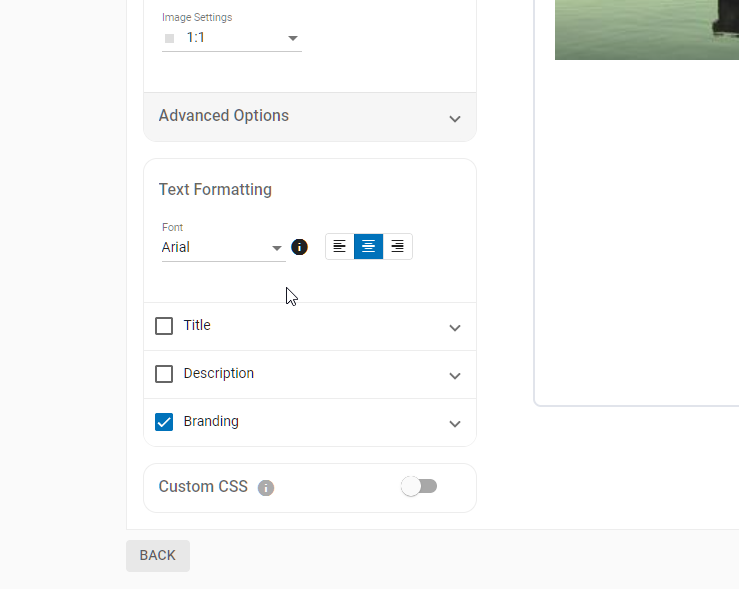 Image Settings
1:1
Advanced Options
Text Formatting
Font
Arial
Title
Description
Branding
Custom CSS
BACK